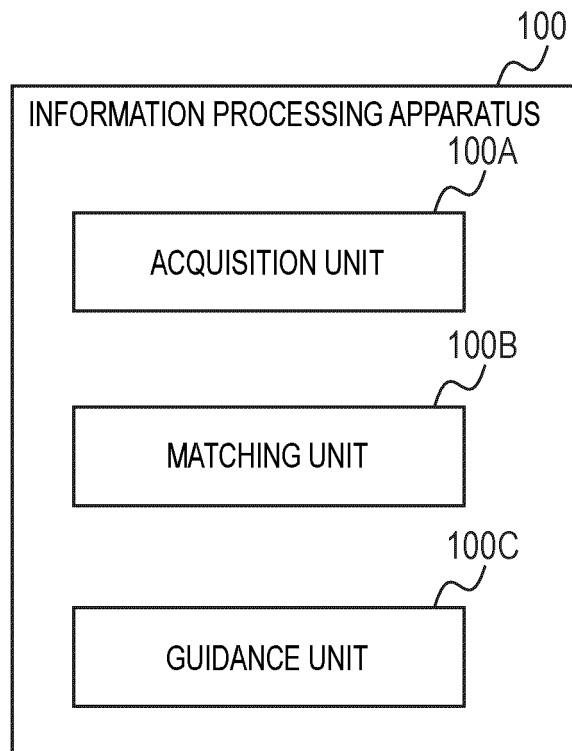 100
INFORMATION PROCESSING APPARATUS
100A
ACQUISITION UNIT
100B
MATCHING UNIT
100C
GUIDANCE UNIT